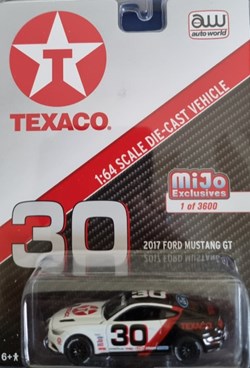 aw
auto world
TEXACO.
1:64 SCALE DIE-CAST VEHICLE
MiJo
Exclusives
1 of 3600
30
2017 FORD MUSTANG GT
30
TEXACO
6+